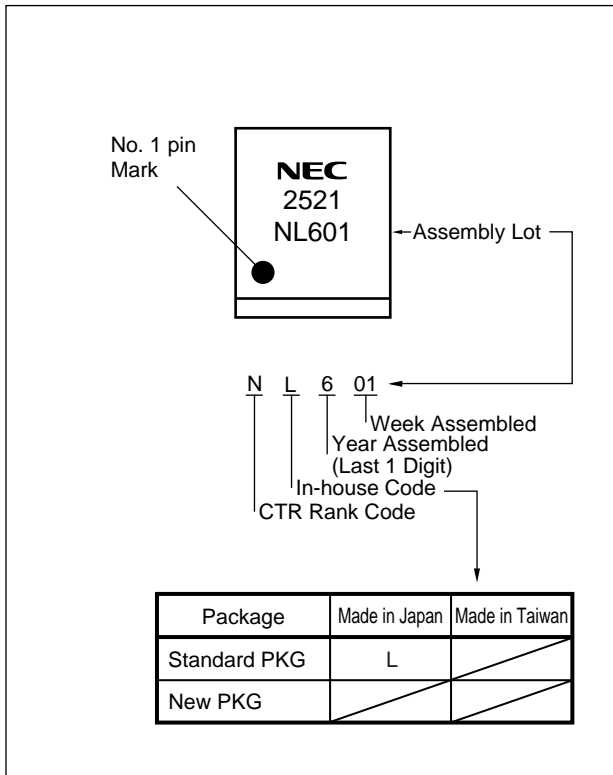 No. 1 pin
Mark
NEC
2521
NL601
Assembly Lot
N L 6 01
Week Assembled
Year Assembled
(Last 1 Digit)
In-house Code
CTR Rank Code
Package Made in Japan Made in Taiwan
Standard PKG L
New PKG